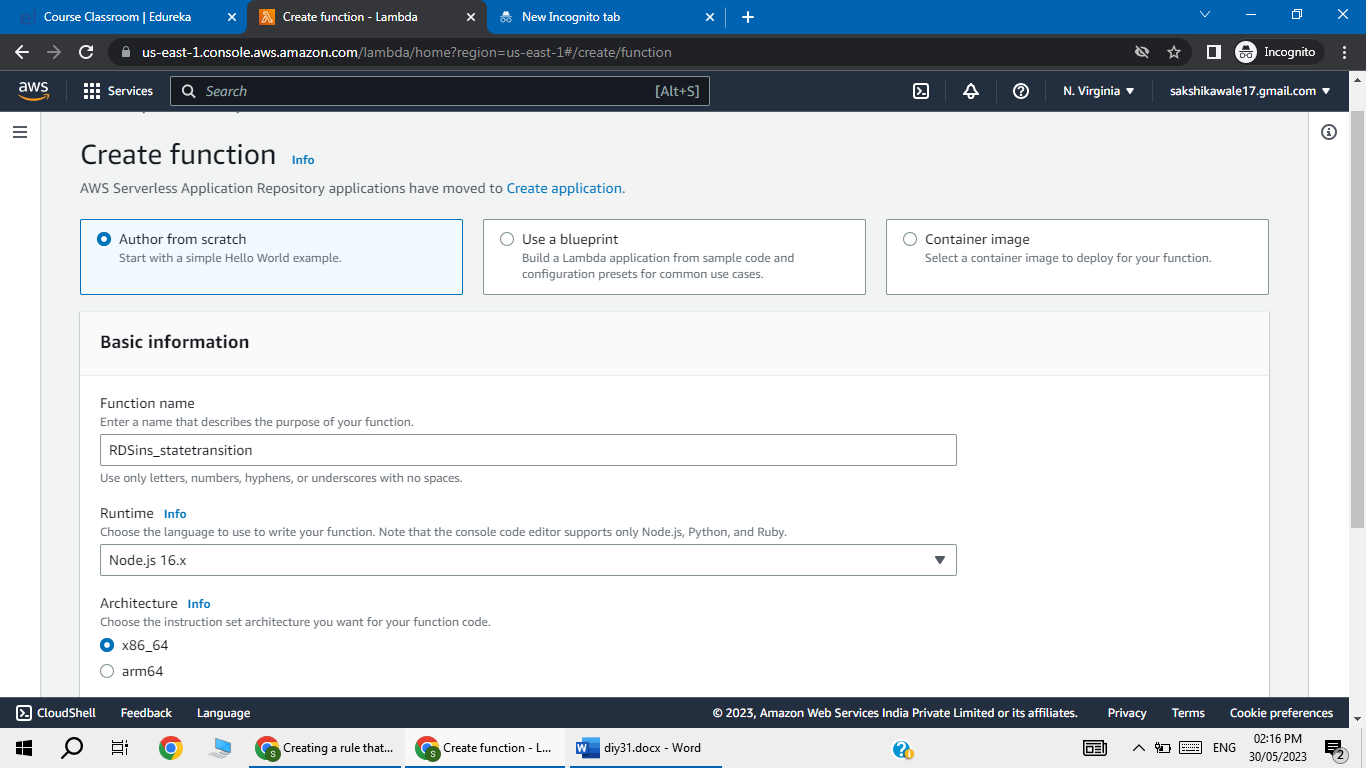 Course Classroom | Edureka
Create function - Lambda
New Incognito tab
us-east-1.console.aws.amazon.com/lambda/home?region=us-east-1#/create/function
Incognito
aws
Services
Search
[Alt+S]
N. Virginia
sakshikawale17.gmail.com
Create function Info
AWS Serverless Application Repository applications have moved to Create application.
Author from scratch
Start with a simple Hello World example.
Use a blueprint
Build a Lambda application from sample code and
configuration presets for common use cases.
Container image
Select a container image to deploy for your function.
Basic information
Function name
Enter a name that describes the purpose of your function.
RDSins_statetransition
Use only letters, numbers, hyphens, or underscores with no spaces.
Runtime Info
Choose the language to use to write your function. Note that the console code editor supports only Node.js, Python, and Ruby.
Node.js 16.x
Architecture Info
Choose the instruction set architecture you want for your function code.
x86_64
arm64
CloudShell
Feedback
Language
© 2023, Amazon Web Services India Private Limited or its affiliates.
Privacy
Terms
Cookie preferences
Creating a rule that...
Create function - L...
diy31.docx - Word
ENG
02:16 PM
30/05/2023
2